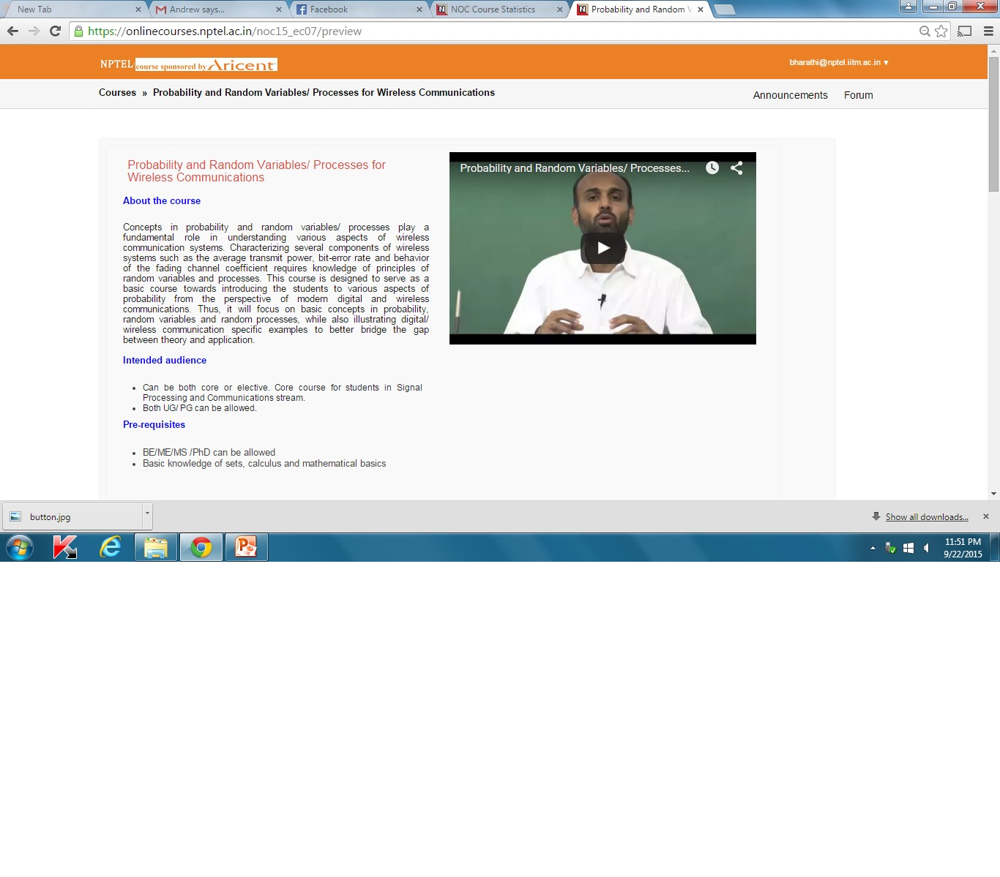 New Tab
Andrew says...
Facebook
NOC Course Statistics
Probability and Random V
https://onlinecourses.nptel.ac.in/noc15_ec07/preview
NPTEL course sponsored by Aricent
bharathi@nptel.iitm.ac.in ▼
Courses » Probability and Random Variables/ Processes for Wireless Communications
Announcements Forum
Probability and Random Variables/ Processes for
Wireless Communications
About the course
Concepts in probability and random variables/ processes play a
fundamental role in understanding various aspects of wireless
communication systems. Characterizing several components of wireless
systems such as the average transmit power, bit-error rate and behavior
of the fading channel coefficient requires knowledge of principles of
random variables and processes. This course is designed to serve as a
basic course towards introducing the students to various aspects of
probability from the perspective of modern digital and wireless
communications. Thus, it will focus on basic concepts in probability,
random variables and random processes, while also illustrating digital/
wireless communication specific examples to better bridge the gap
between theory and application.
Probability and Random Variables/ Processes...
Intended audience
• Can be both core or elective. Core course for students in Signal
Processing and Communications stream.
• Both UG/ PG can be allowed.
Pre-requisites
• BE/ME/MS /PhD can be allowed
• Basic knowledge of sets, calculus and mathematical basics
button.jpg
Show all downloads...
11:51 PM
9/22/2015